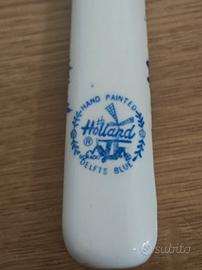 HAND PAINTED
Holland
®
DELFTS BLUE
subito